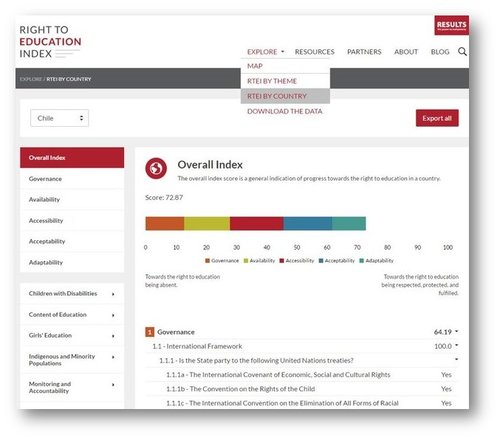 RIGHT TO
EDUCATION
INDEX
RESULTS
EXPLORE
RESOURCES
PARTNERS
ABOUT
BLOG
MAP
RTEI BY THEME
RTEI BY COUNTRY
DOWNLOAD THE DATA
EXPLORE / RTEI BY COUNTRY
Chile
Export all
Overall Index
Governance
Availability
Accessibility
Acceptability
Adaptability
Children with Disabilities
Content of Education
Girls' Education
Indigenous and Minority
Populations
Monitoring and
Accountability
Overall Index
The overall index score is a general indication of progress towards the right to education in a country.
Score: 72.87
0 10 20 30 40 50 60 70 80 90 100
Governance Availability Accessibility Acceptability Adaptability
Towards the right to education
being absent.
Towards the right to education
being respected, protected, and
fulfilled.
1 Governance 64.19
1.1 - International Framework 100.0
1.1.1 - Is the State party to the following United Nations treaties?
1.1.1a - The International Covenant of Economic, Social and Cultural Rights Yes
1.1.1b - The Convention on the Rights of the Child Yes
1.1.1c - The International Convention on the Elimination of All Forms of Racial Yes